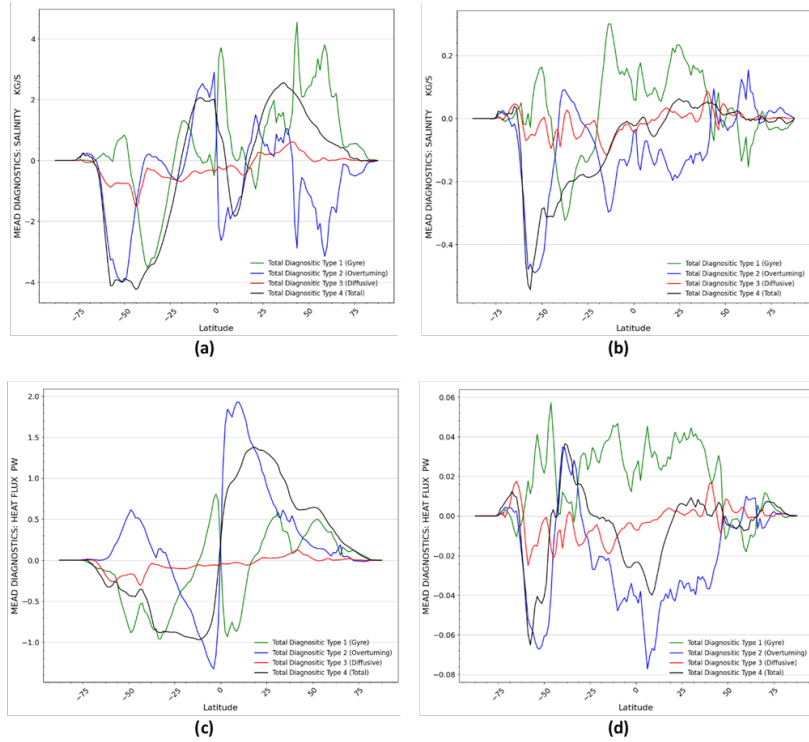 4
2
0
−2
−4
MEAD DIAGNOSTICS: SALINITY KG/S
Total Diagnositic Type 1 (Gyre)
Total Diagnositic Type 2 (Overturning)
Total Diagnositic Type 3 (Diffusive)
Total Diagnositic Type 4 (Total)
−75 −50 −25 0 25 50 75
Latitude
(a)
0.2
0.0
−0.2
−0.4
MEAD DIAGNOSTICS: SALINITY KG/S
Total Diagnositic Type 1 (Gyre)
Total Diagnositic Type 2 (Overturning)
Total Diagnositic Type 3 (Diffusive)
Total Diagnositic Type 4 (Total)
−75 −50 −25 0 25 50 75
Latitude
(b)
2.0
1.5
1.0
0.5
0.0
−0.5
−1.0
MEAD DIAGNOSTICS: HEAT FLUX PW
Total Diagnositic Type 1 (Gyre)
Total Diagnositic Type 2 (Overturning)
Total Diagnositic Type 3 (Diffusive)
Total Diagnositic Type 4 (Total)
−75 −50 −25 0 25 50 75
Latitude
(c)
0.06
0.04
0.02
0.00
−0.02
−0.04
−0.06
−0.08
MEAD DIAGNOSTICS: HEAT FLUX PW
Total Diagnositic Type 1 (Gyre)
Total Diagnositic Type 2 (Overturning)
Total Diagnositic Type 3 (Diffusive)
Total Diagnositic Type 4 (Total)
−75 −50 −25 0 25 50 75
Latitude
(d)